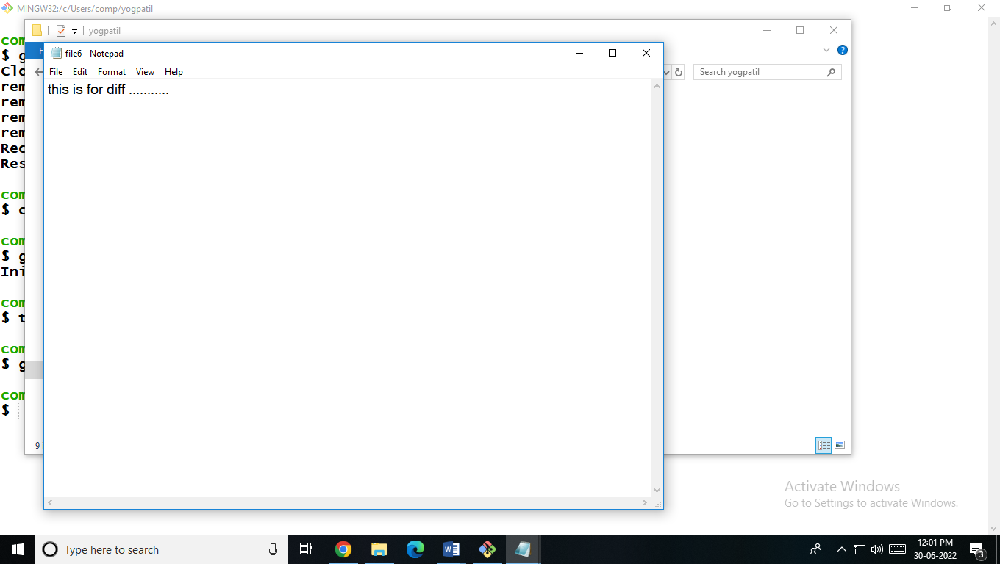 MINGW32:/c/Users/comp/yogpatil
yogpatil
file6 - Notepad
File Edit Format View Help
Search yogpatil
this is for diff ...........
com
$ g
Clo
rem
rem
rem
rem
Rec
Res
com
$ c
com
$ g
Ini
com
$ t
com
$ g
com
$
9 i
Activate Windows
Go to Settings to activate Windows.
Type here to search
12:01 PM
30-06-2022
3